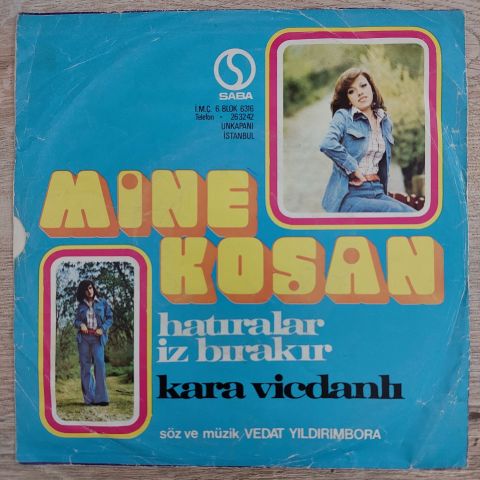 SABA
I.M.C. 6. BLOK 6316
Telefon - 263242
UNKAPANI
İSTANBUL
MiNE
KOŞAN
hatıralar
iz bırakır
kara vicdanlı
söz ve müzik/VEDAT YILDIRIMBORA